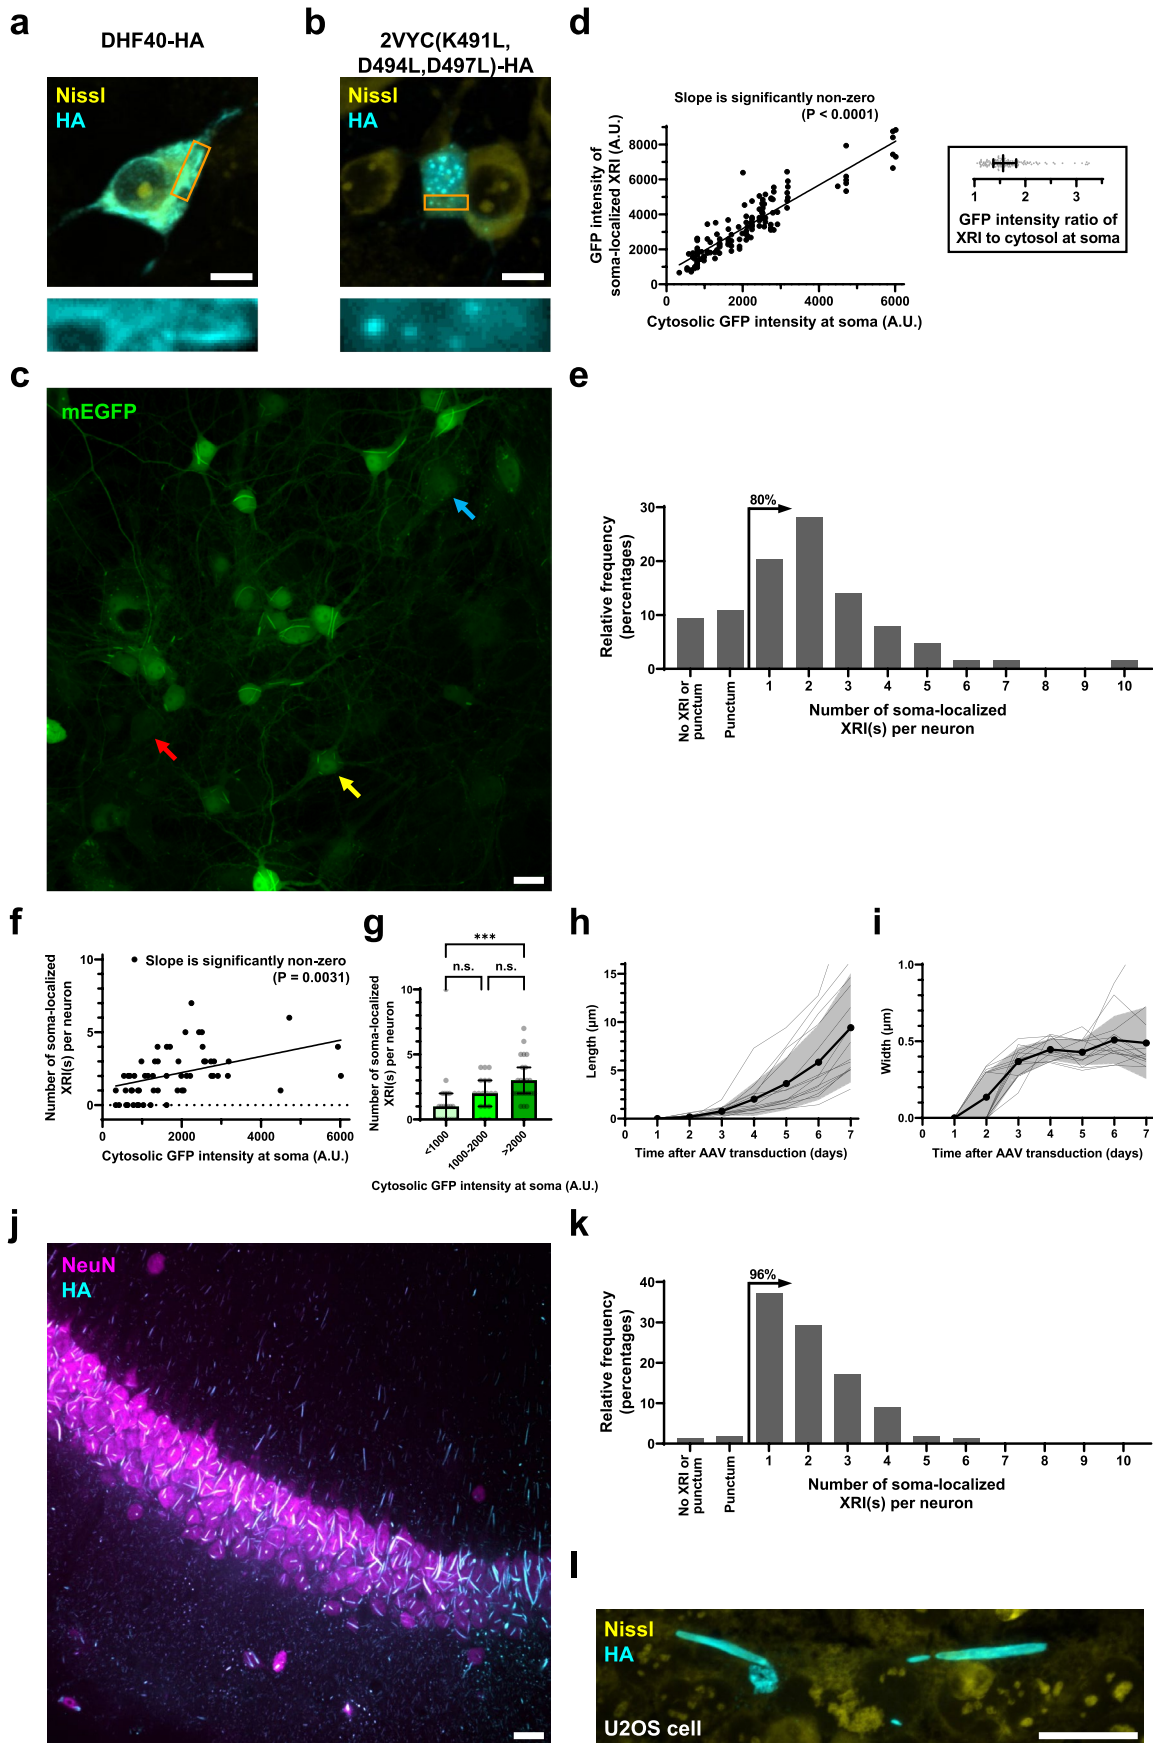 a
DHF40-HA
Nissl
HA
b
2VYC(K491L,
D494L,D497L)-HA
Nissl
HA
c
mEGFP
d
Slope is significantly non-zero
(P < 0.0001)
GFP intensity of
soma-localized XRI (A.U.)
10000
8000
6000
4000
2000
0
0 2000 4000 6000
Cytosolic GFP intensity at soma (A.U.)
1 2 3
GFP intensity ratio of
XRI to cytosol at soma
e
80%
Relative frequency
(percentages)
30
20
10
0
No XRI or
punctum
Punctum
1 2 3 4 5 6 7 8 9 10
Number of soma-localized
XRI(s) per neuron
f
Slope is significantly non-zero
(P = 0.0031)
Number of soma-localized
XRI(s) per neuron
10
5
0
0 2000 4000 6000
Cytosolic GFP intensity at soma (A.U.)
g
***
n.s. n.s.
Number of soma-localized
XRI(s) per neuron
10
5
0
<1000
1000-2000
>2000
Cytosolic GFP intensity at soma (A.U.)
h
Length (µm)
15
10
5
0
0 1 2 3 4 5 6 7
Time after AAV transduction (days)
i
Width (µm)
1.0
0.5
0.0
0 1 2 3 4 5 6 7
Time after AAV transduction (days)
j
NeuN
HA
k
96%
Relative frequency
(percentages)
40
30
20
10
0
No XRI or
punctum
Punctum
1 2 3 4 5 6 7 8 9 10
Number of soma-localized
XRI(s) per neuron
l
Nissl
HA
U2OS cell